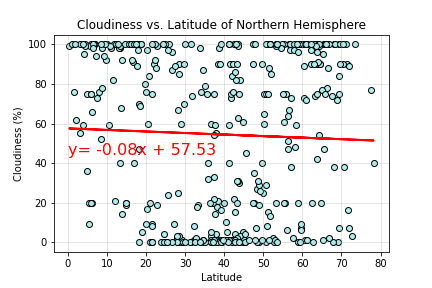 Cloudiness vs. Latitude of Northern Hemisphere
100
80
60
40
20
0
Cloudiness (%)
y= -0.08x + 57.53
0 10 20 30 40 50 60 70 80
Latitude